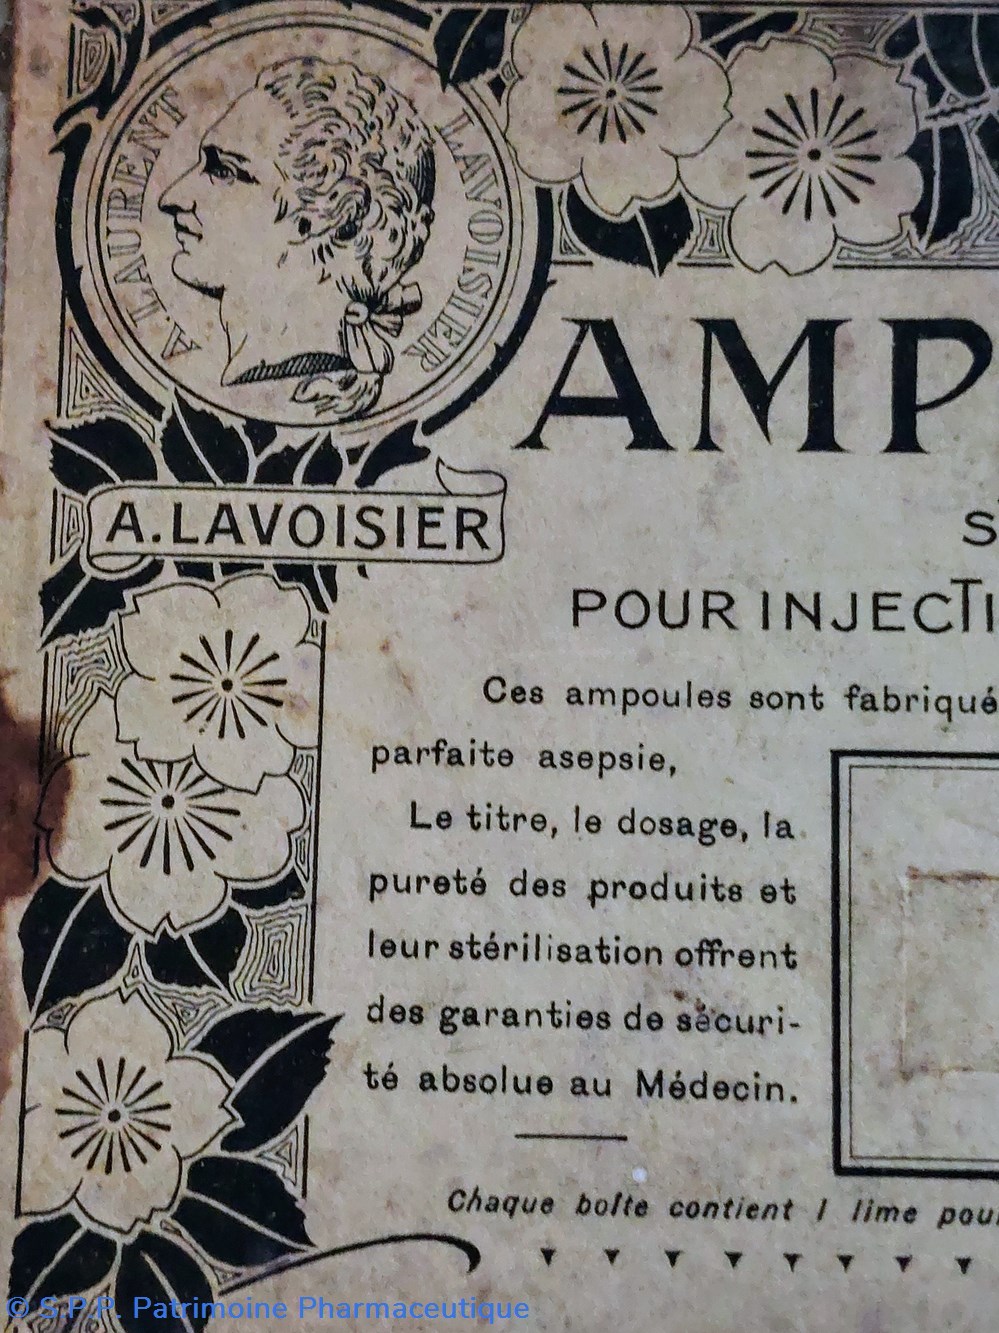 A. LAURENT LAVOISIER
AMP
A. LAVOISIER
S
POUR INJECTI
Ces ampoules sont fabriqué
parfaite asepsie,
Le titre, le dosage, la
pureté des produits et
leur stérilisation offrent
des garanties de sécuri-
té absolue au Médecin.
Chaque boîte contient 1 lime pour
© S.P.P. Patrimoine Pharmaceutique